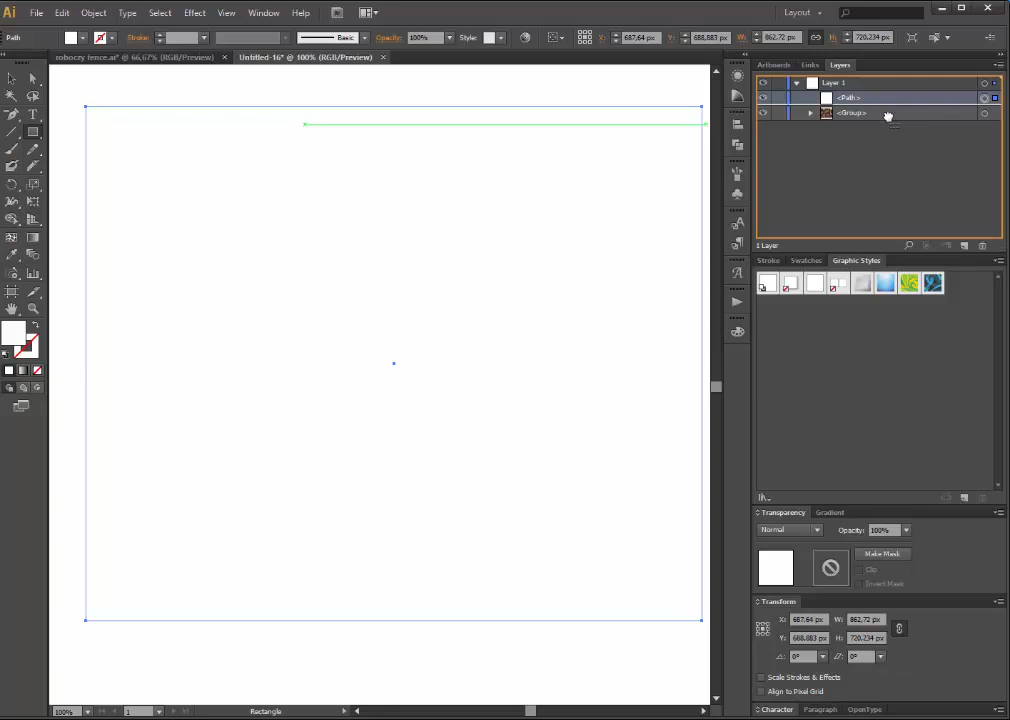 Ai File Edit Object Type Select Effect View Window Help Br Layout
Path Stroke: Basic Opacity: 100% Style: X: 687,64 px Y: 688,883 px W: 862,72 px H: 720,234 px
roboczy fence.ai* @ 66,67% (RGB/Preview) × Untitled-16* @ 100% (RGB/Preview) ×
Artboards Links Layers
Layer 1
<Path>
<Group>
1 Layer
Stroke Swatches Graphic Styles
Transparency Gradient
Normal Opacity: 100%
Make Mask
Clip
Invert Mask
Transform
X: 687,64 px W: 862,72 px
Y: 688,883 px H: 720,234 px
0° 0°
Scale Strokes & Effects
Align to Pixel Grid
Character Paragraph OpenType
100% 1 Rectangle